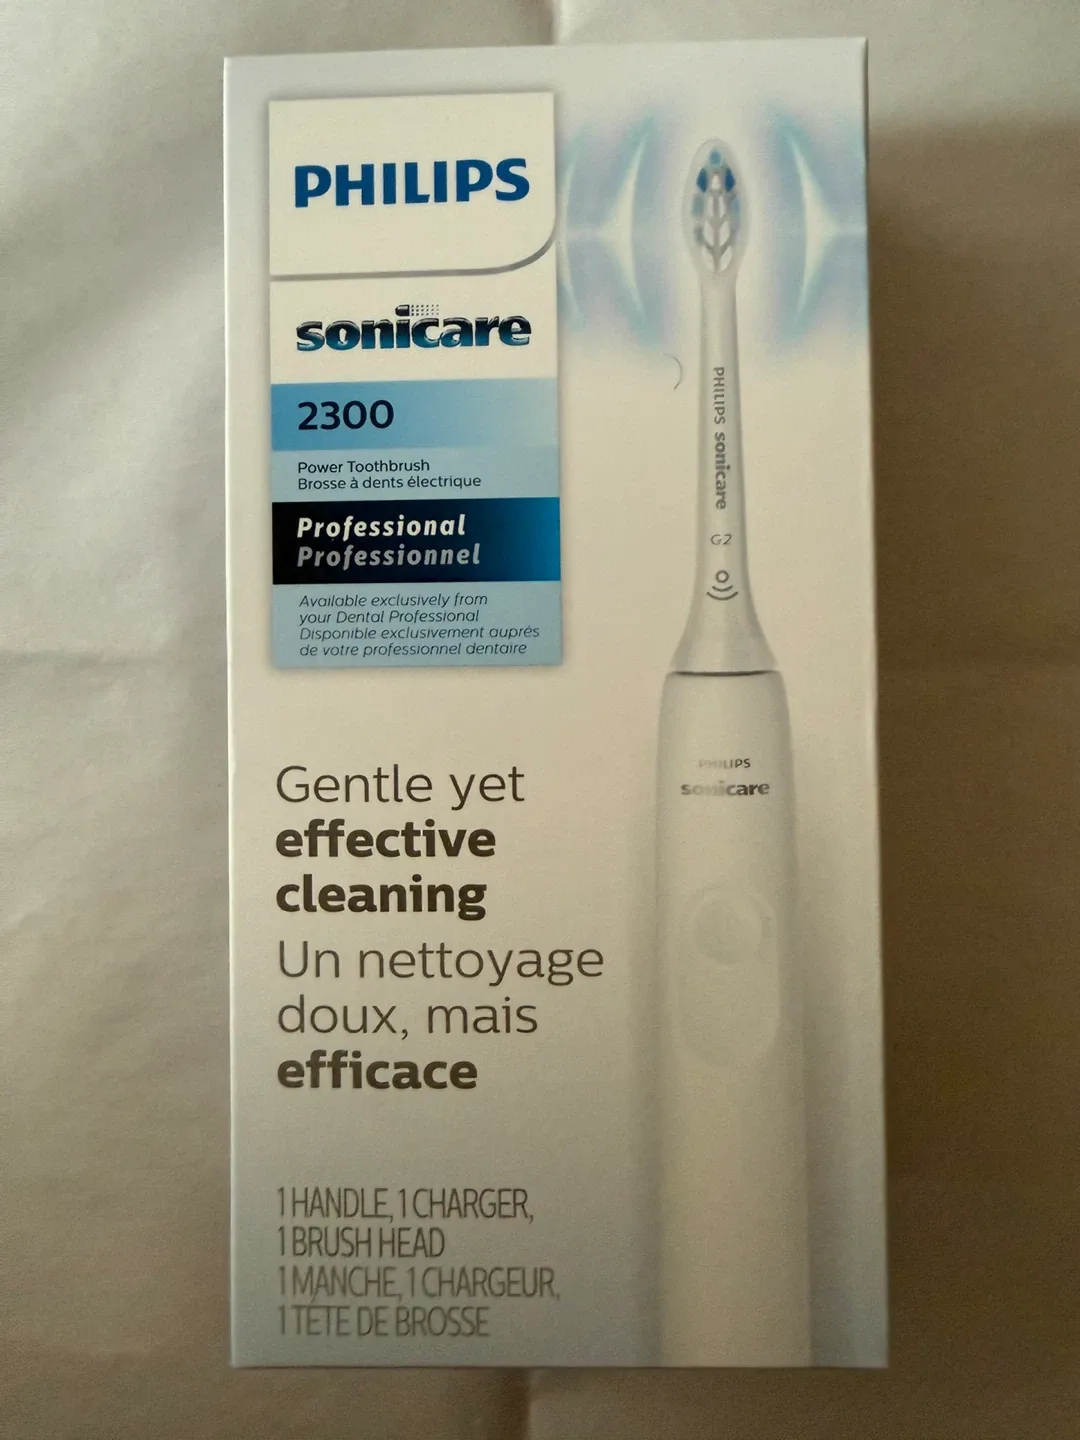 PHILIPS
sonicare
2300
Power Toothbrush
Brosse à dents électrique
Professional
Professionnel
Available exclusively from
your Dental Professional
Disponible exclusivement auprès
de votre professionnel dentaire
Gentle yet
effective
cleaning
Un nettoyage
doux, mais
efficace
1 HANDLE, 1 CHARGER,
1 BRUSH HEAD
1 MANCHE, 1 CHARGEUR,
1 TÊTE DE BROSSE
PHILIPS sonicare
G2
PHILIPS
sonicare